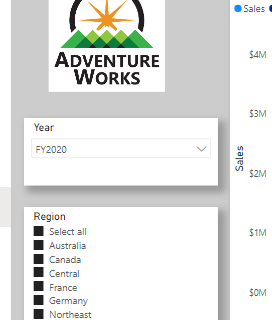 ADVENTURE
WORKS
Year
FY2020
Region
Select all
Australia
Canada
Central
France
Germany
Northeast
Sales
$4M
$3M
Sales
$2M
$1M
$0M